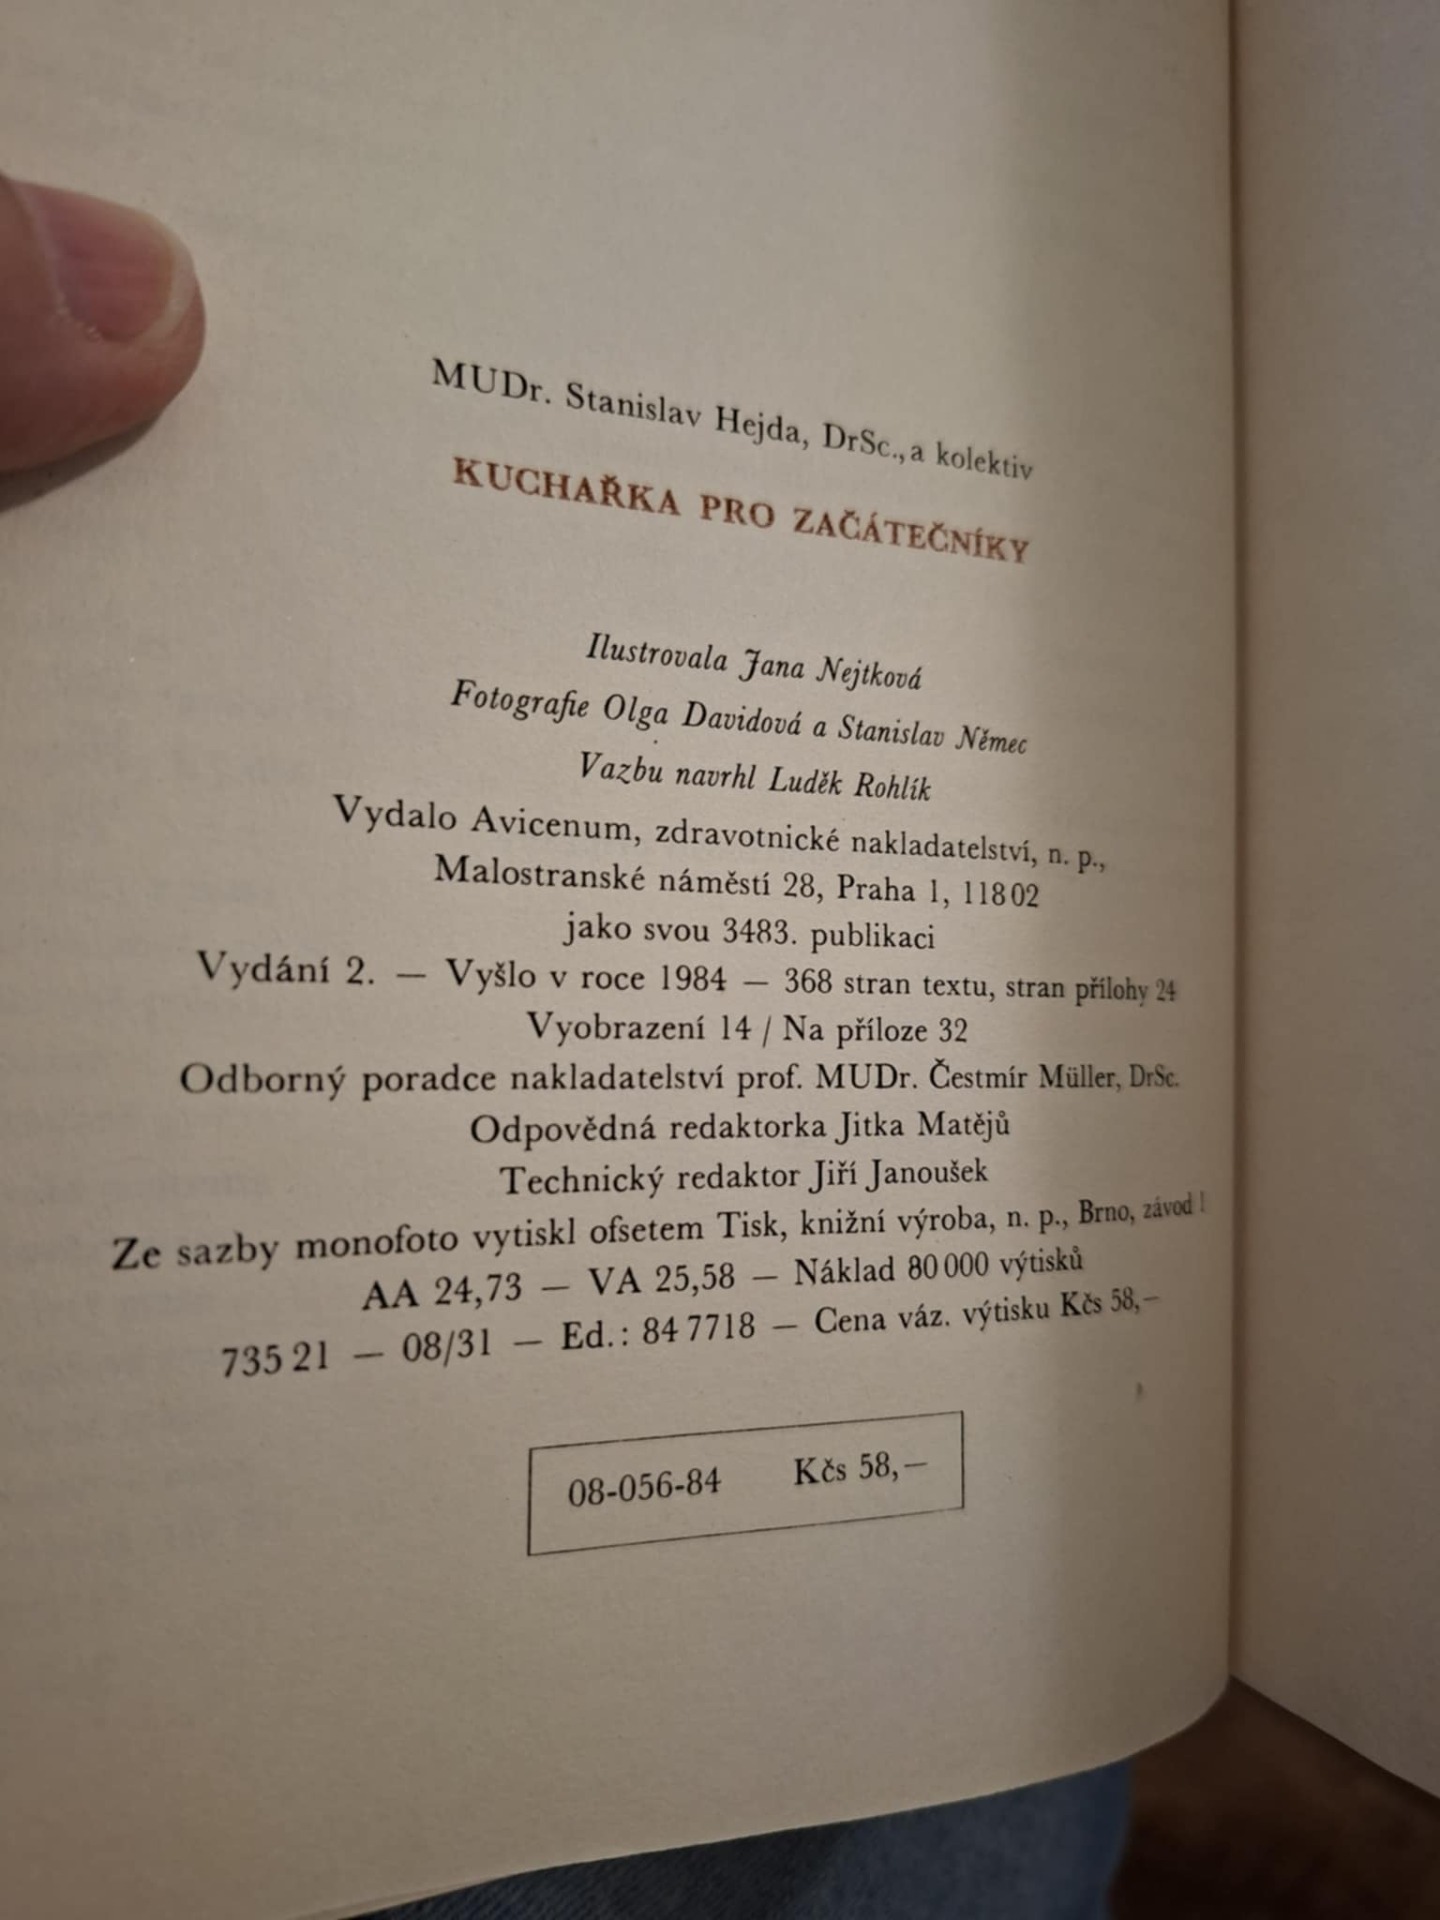 MUDr. Stanislav Hejda, DrSc., a kolektiv
KUCHAŘKA PRO ZAČÁTEČNÍKY
Ilustrovala Jana Nejtková
Fotografie Olga Davidová a Stanislav Němec
Vazbu navrhl Luděk Rohlík
Vydalo Avicenum, zdravotnické nakladatelství, n. p.,
Malostranské náměstí 28, Praha 1, 118 02
jako svou 3483. publikaci
Vydání 2. — Vyšlo v roce 1984 — 368 stran textu, stran přílohy 24
Vyobrazení 14 / Na příloze 32
Odborný poradce nakladatelství prof. MUDr. Čestmír Müller, DrSc.
Odpovědná redaktorka Jitka Matějů
Technický redaktor Jiří Janoušek
Ze sazby monofoto vytiskl ofsetem Tisk, knižní výroba, n. p., Brno, závod 1
AA 24,73 — VA 25,58 — Náklad 80 000 výtisků
735 21 — 08/31 — Ed.: 84 7718 — Cena váz. výtisku Kčs 58,—
08-056-84 Kčs 58,—